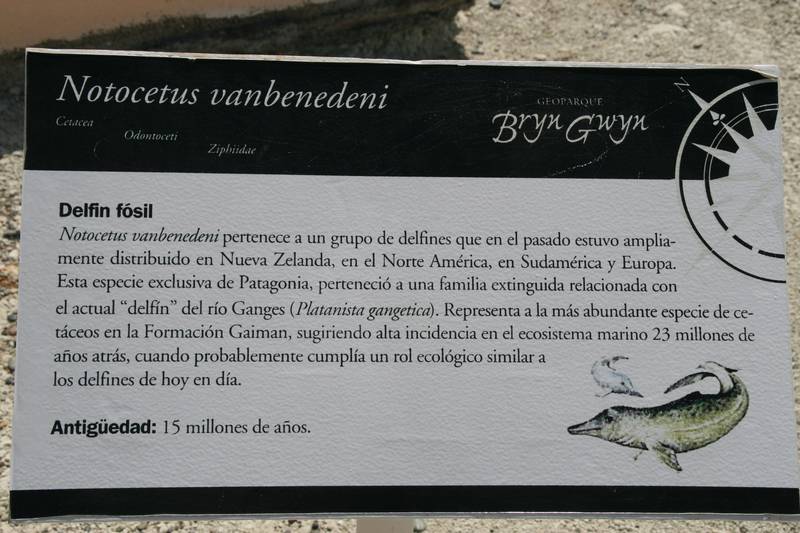 Notocetus vanbenedeni
Cetacea
Odontoceti
Ziphiidae
GEOPARQUE
Bryn Gwyn
N
Delfin fósil
Notocetus vanbenedeni pertenece a un grupo de delfines que en el pasado estuvo amplia-
mente distribuido en Nueva Zelanda, en el Norte América, en Sudamérica y Europa.
Esta especie exclusiva de Patagonia, perteneció a una familia extinguida relacionada con
el actual “delfín” del río Ganges (Platanista gangetica). Representa a la más abundante especie de ce-
táceos en la Formación Gaiman, sugiriendo alta incidencia en el ecosistema marino 23 millones de
años atrás, cuando probablemente cumplía un rol ecológico similar a
los delfines de hoy en día.
Antigüedad: 15 millones de años.